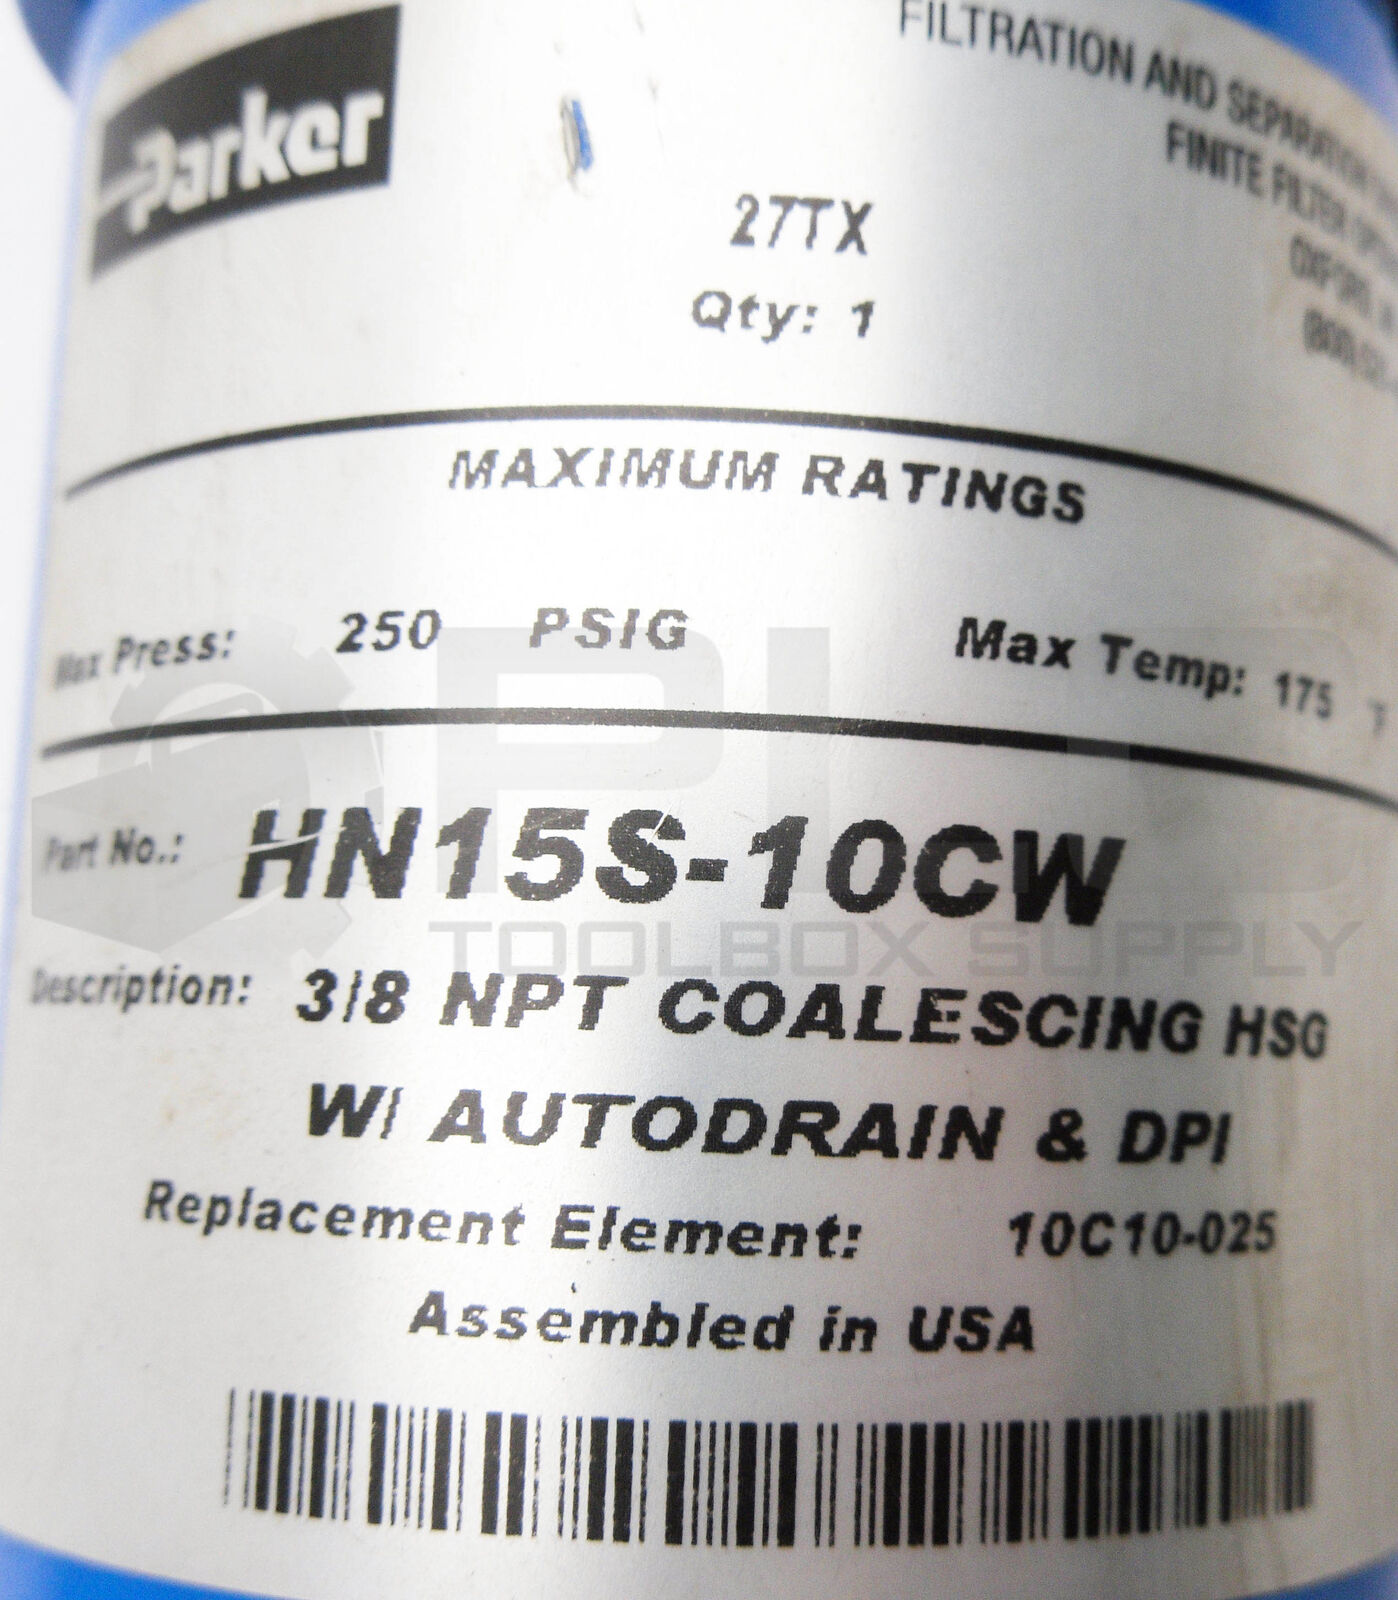 Parker
FILTRATION AND SEPARATION
FINITE FILTER
OXFORD,
27TX
Qty: 1
MAXIMUM RATINGS
Max Press: 250 PSIG Max Temp: 175 °F
Part No.: HN15S-10CW
Description: 3/8 NPT COALESCING HSG
W/ AUTODRAIN & DPI
Replacement Element: 10C10-025
Assembled in USA
PLB
TOOLBOX SUPPLY